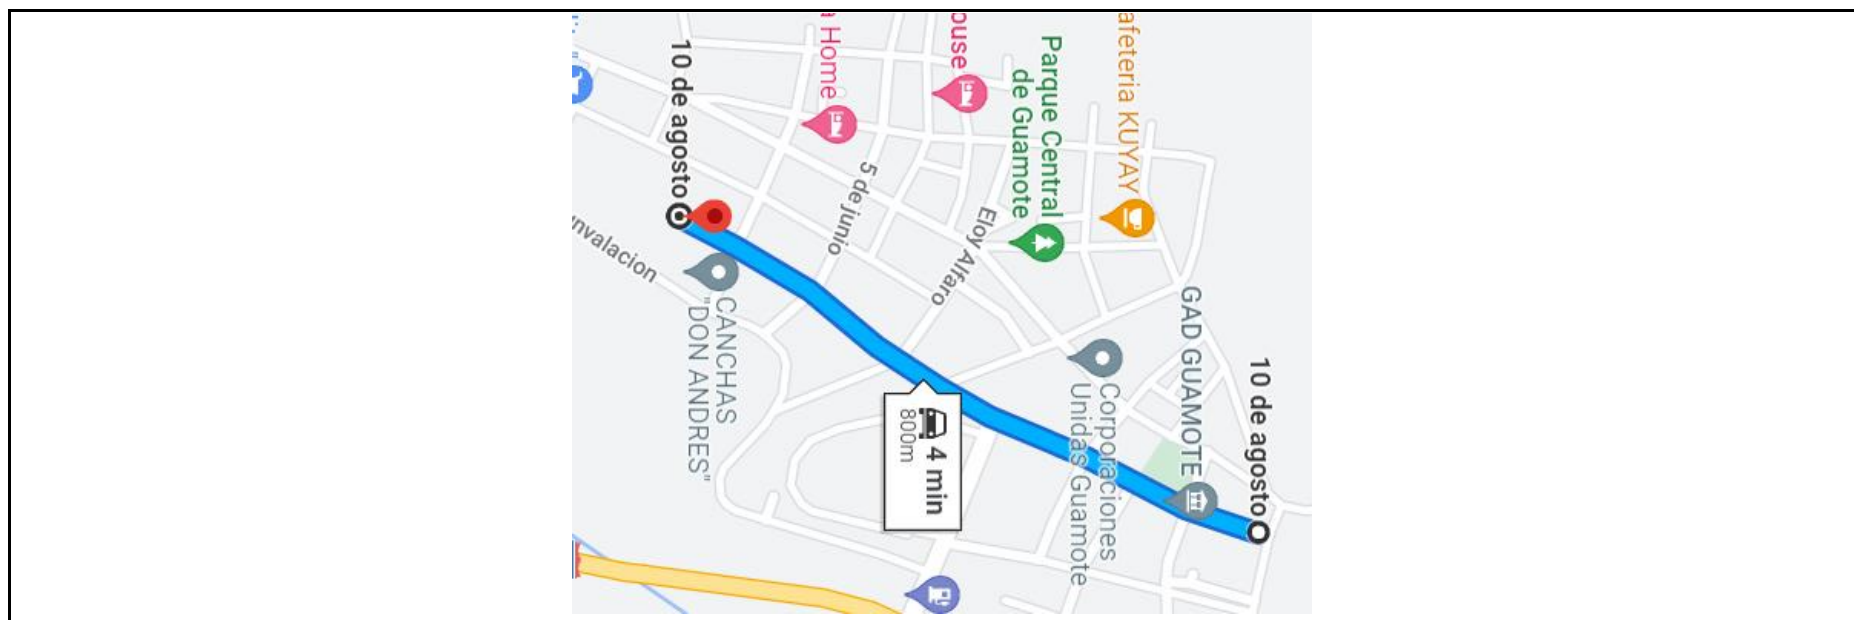 10 de agosto
Home
ouse
Parque Central
de Guamote
afeteria KUYAY
5 de junio
Eloy Alfaro
nvalacion
CANCHAS
"DON ANDRES"
4 min
800m
GAD GUAMOTE
Corporaciones
Unidas Guamote
10 de agosto